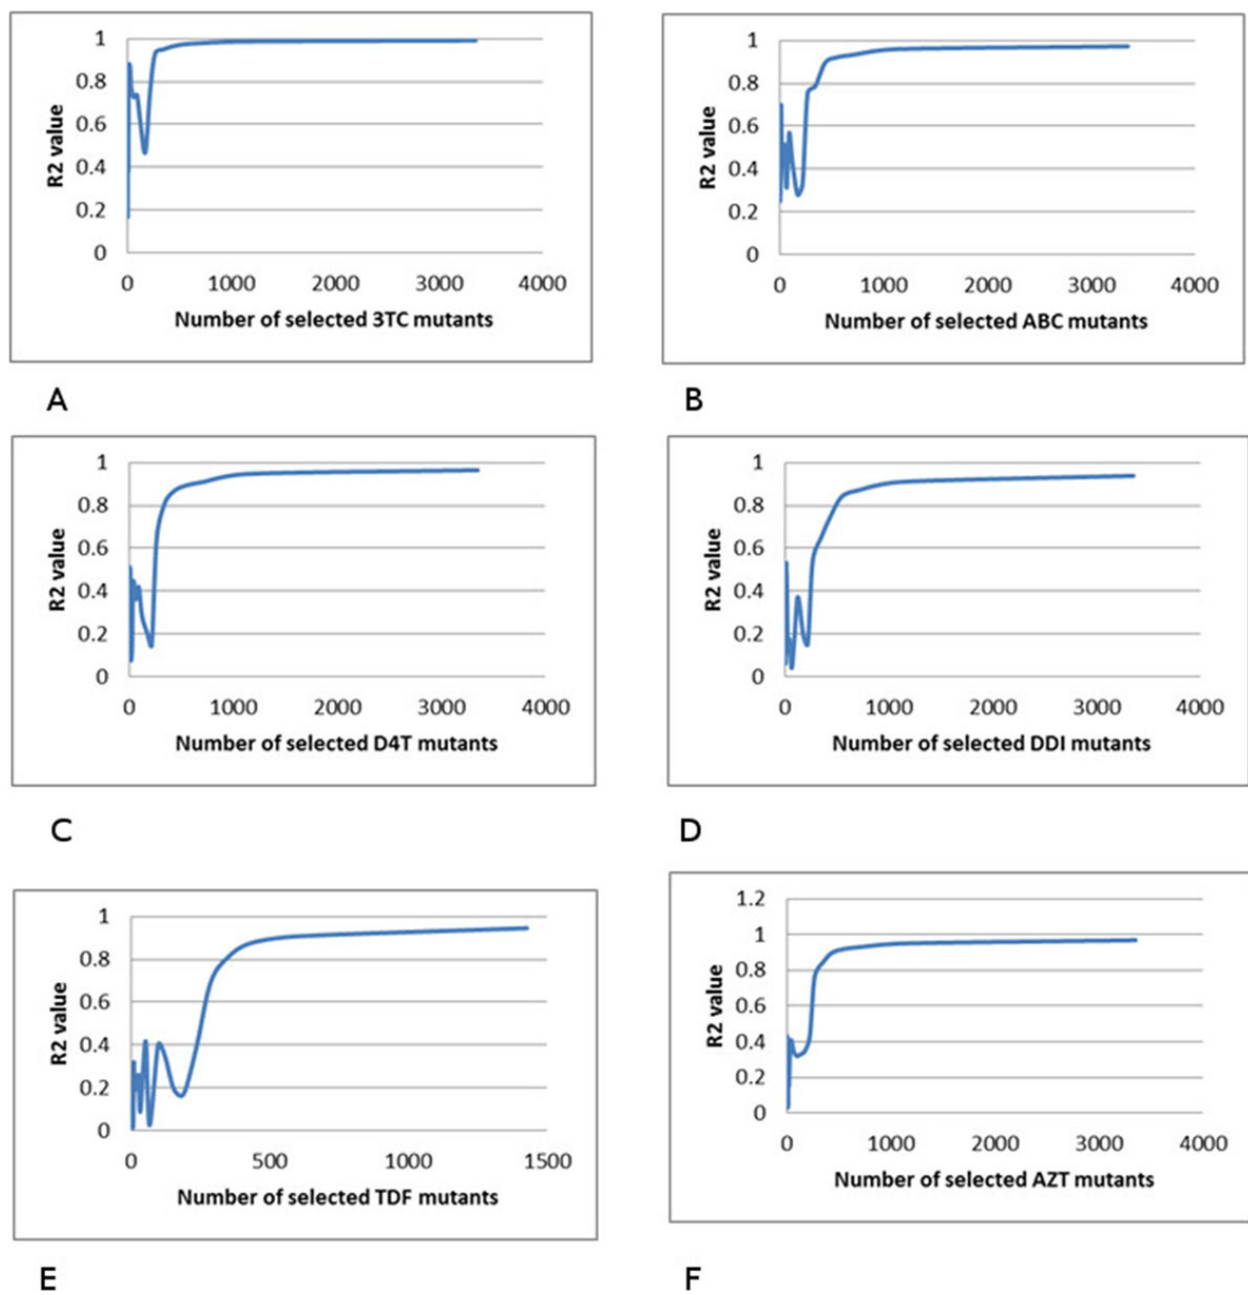 1
0.8
0.6
0.4
0.2
0
R2 value
0 1000 2000 3000 4000
Number of selected 3TC mutants
A
1
0.8
0.6
0.4
0.2
0
R2 value
0 1000 2000 3000 4000
Number of selected ABC mutants
B
1
0.8
0.6
0.4
0.2
0
R2 value
0 1000 2000 3000 4000
Number of selected D4T mutants
C
1
0.8
0.6
0.4
0.2
0
R2 value
0 1000 2000 3000 4000
Number of selected DDI mutants
D
1
0.8
0.6
0.4
0.2
0
R2 value
0 500 1000 1500
Number of selected TDF mutants
E
1.2
1
0.8
0.6
0.4
0.2
0
R2 value
0 1000 2000 3000 4000
Number of selected AZT mutants
F